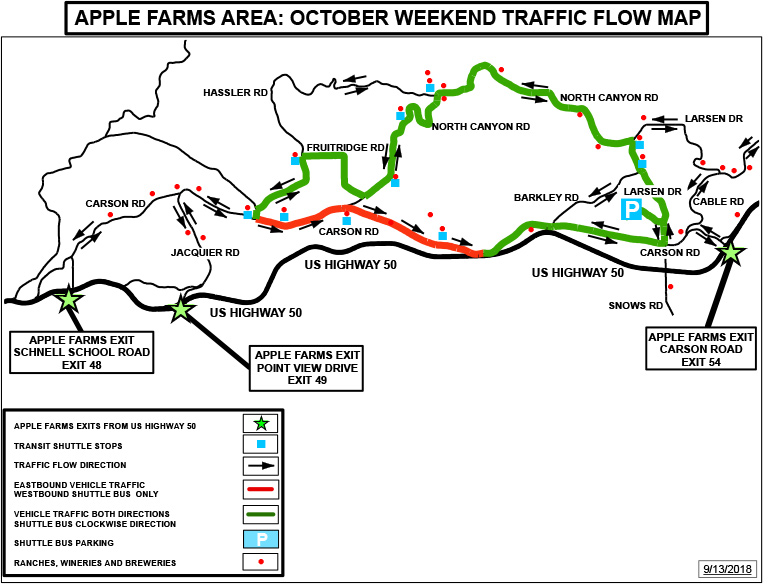 APPLE FARMS AREA: OCTOBER WEEKEND TRAFFIC FLOW MAP
HASSLER RD
NORTH CANYON RD
NORTH CANYON RD
LARSEN DR
FRUITRIDGE RD
CARSON RD
BARKLEY RD
LARSEN DR
P
CABLE RD
JACQUIER RD
CARSON RD
US HIGHWAY 50
US HIGHWAY 50
CARSON RD
US HIGHWAY 50
SNOWS RD
APPLE FARMS EXIT
SCHNELL SCHOOL ROAD
EXIT 48
APPLE FARMS EXIT
POINT VIEW DRIVE
EXIT 49
APPLE FARMS EXIT
CARSON ROAD
EXIT 54
APPLE FARMS EXITS FROM US HIGHWAY 50
TRANSIT SHUTTLE STOPS
TRAFFIC FLOW DIRECTION
EASTBOUND VEHICLE TRAFFIC
WESTBOUND SHUTTLE BUS ONLY
VEHICLE TRAFFIC BOTH DIRECTIONS
SHUTTLE BUS CLOCKWISE DIRECTION
SHUTTLE BUS PARKING
P
RANCHES, WINERIES AND BREWERIES
9/13/2018